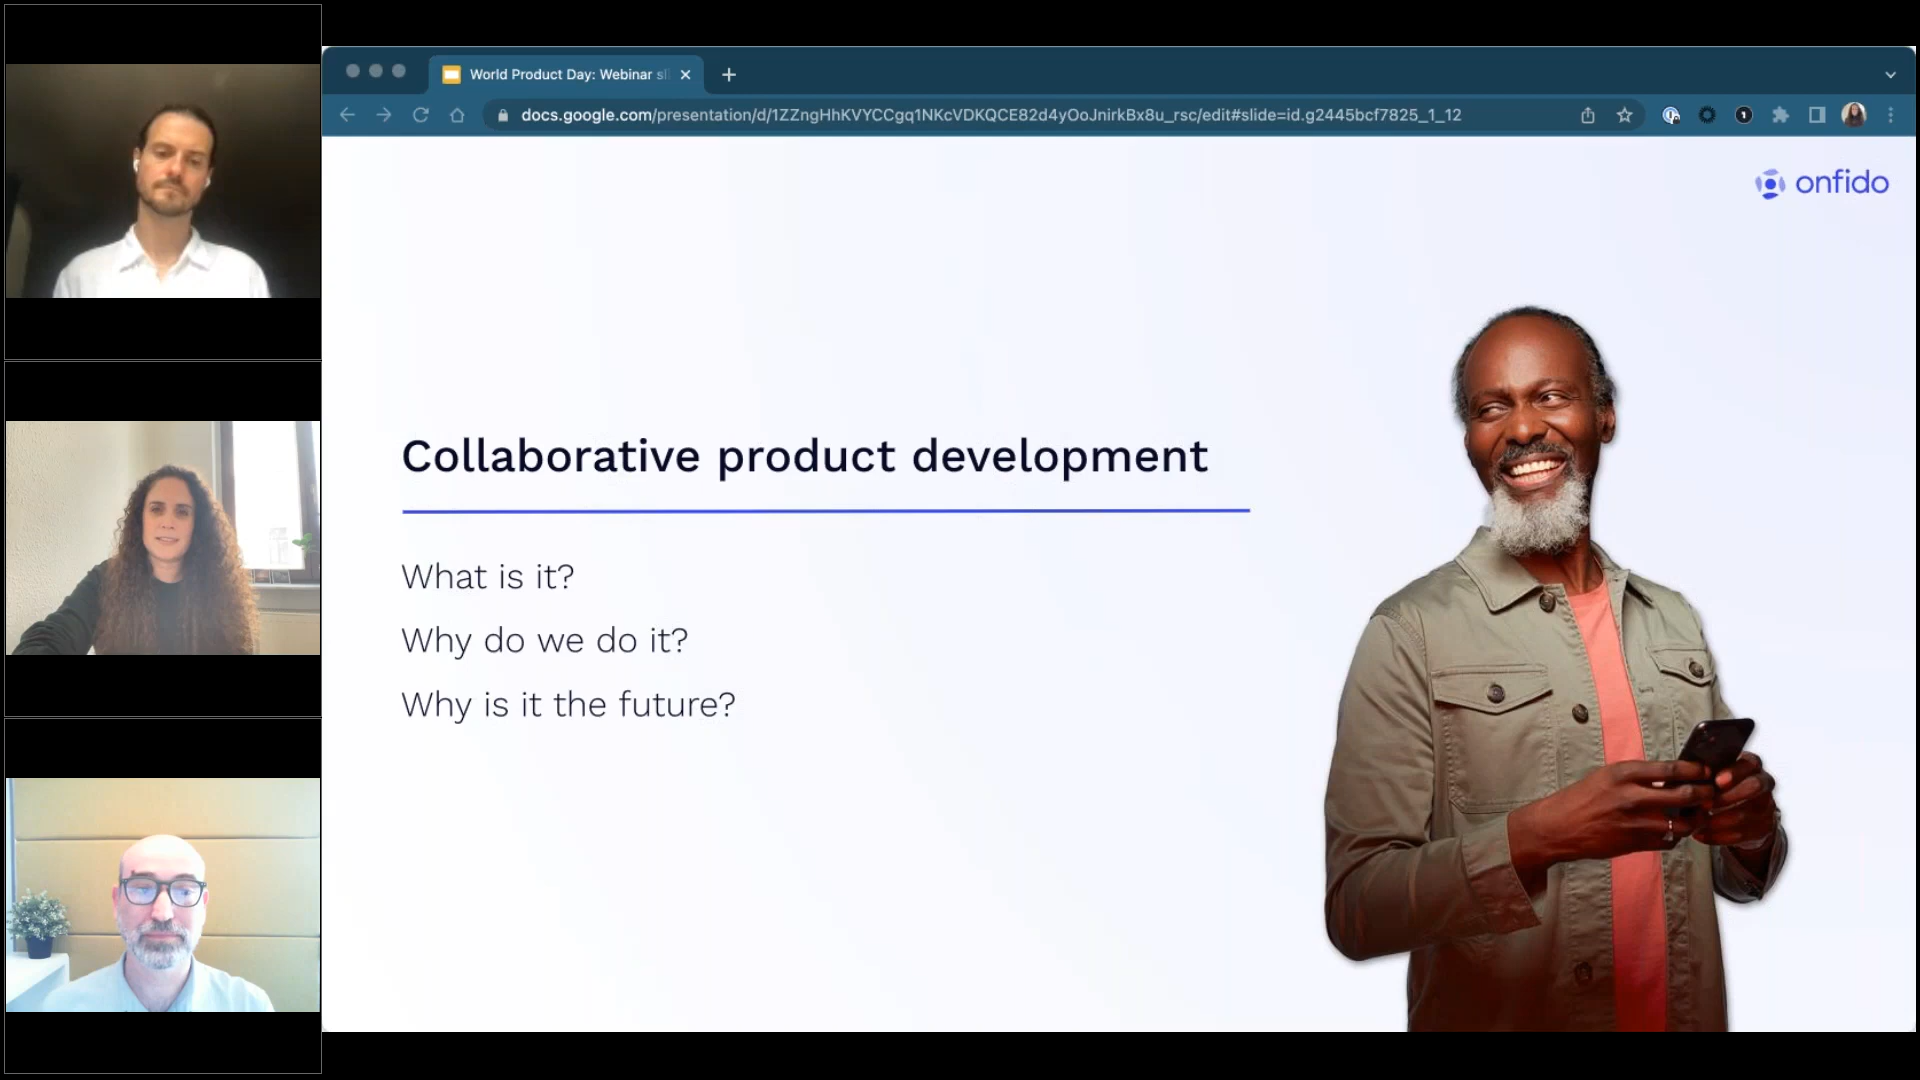 World Product Day: Webinar sli
docs.google.com/presentation/d/1ZZngHhKVYCCgq1NKcVDKQCE82d4yOoJnirkBx8u_rsc/edit#slide=id.g2445bcf7825_1_12
onfido
Collaborative product development
What is it?
Why do we do it?
Why is it the future?